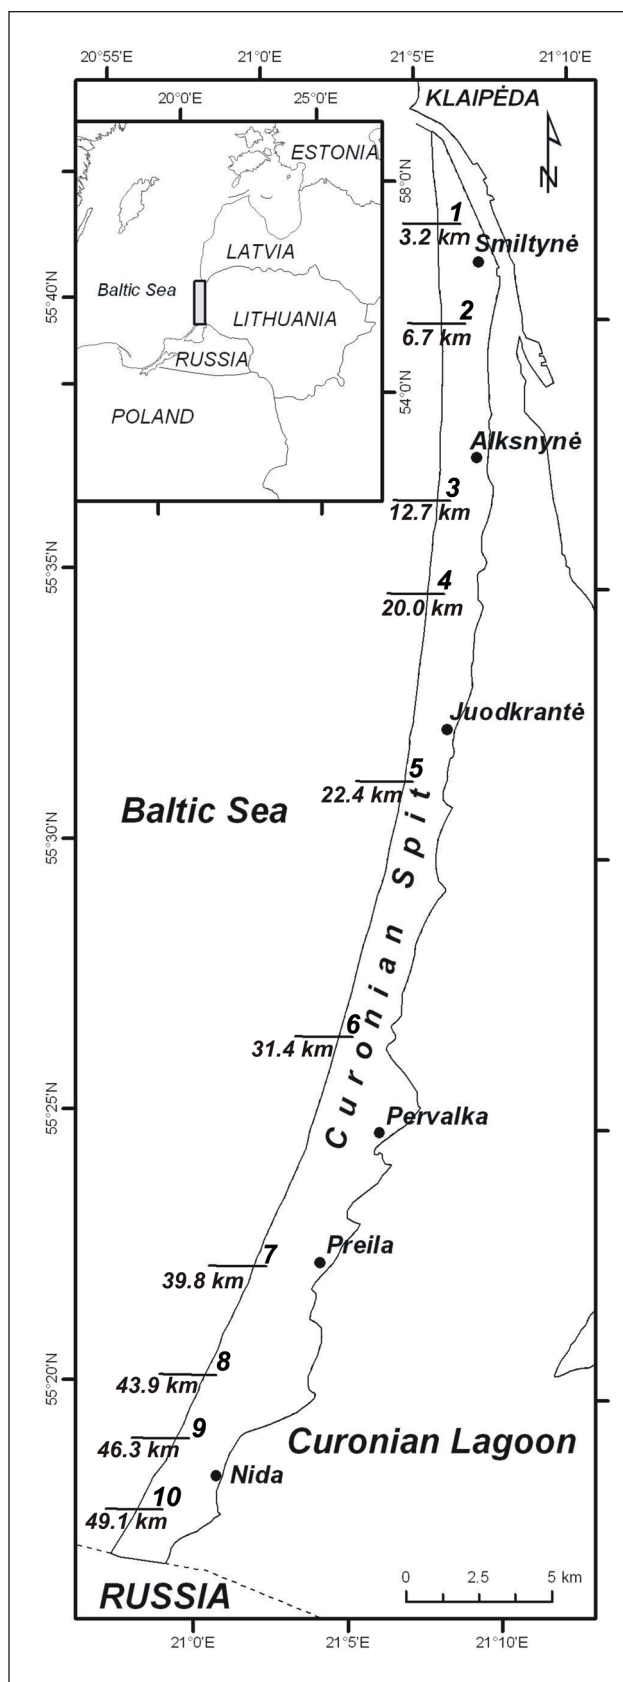 20°55'E 21°0'E 21°5'E 21°10'E
20°0'E 25°0'E
KLAIPĖDA
ESTONIA
58°0'N
N
1
3.2 km
Smiltynė
LATVIA
Baltic Sea
55°40'N
2
6.7 km
LITHUANIA
RUSSIA
54°0'N
POLAND
Alksnynė
3
12.7 km
55°35'N
4
20.0 km
Juodkrantė
5
22.4 km
Baltic Sea
55°30'N
Curonian Spit
6
31.4 km
55°25'N
Pervalka
Preila
7
39.8 km
8
43.9 km
55°20'N
9
46.3 km
Curonian Lagoon
Nida
10
49.1 km
0 2.5 5 km
RUSSIA
21°0'E 21°5'E 21°10'E